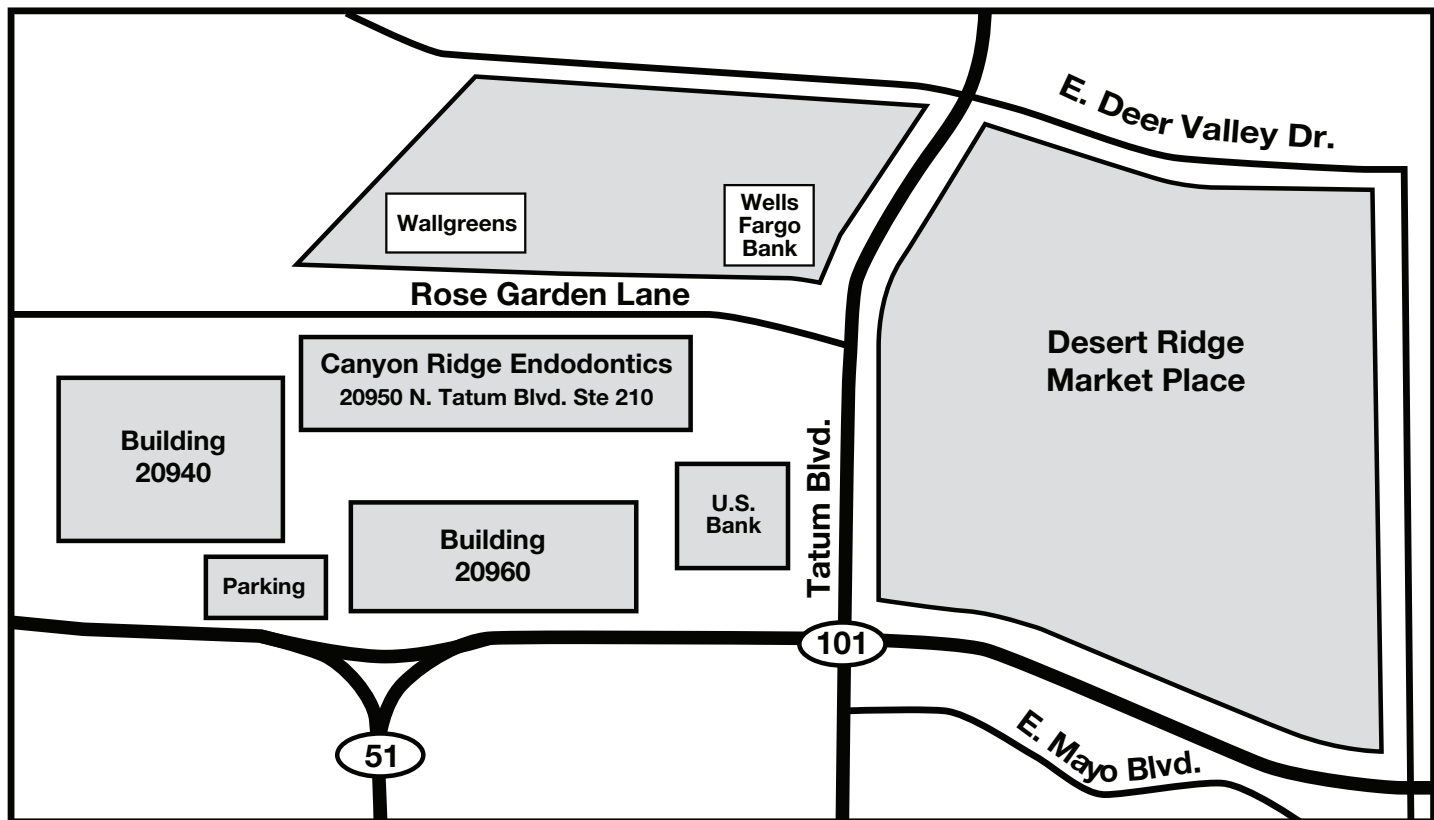 E. Deer Valley Dr.
Wallgreens
Wells
Fargo
Bank
Rose Garden Lane
Canyon Ridge Endodontics
20950 N. Tatum Blvd. Ste 210
Desert Ridge
Market Place
Building
20940
Tatum Blvd.
U.S.
Bank
Building
20960
Parking
101
51
E. Mayo Blvd.